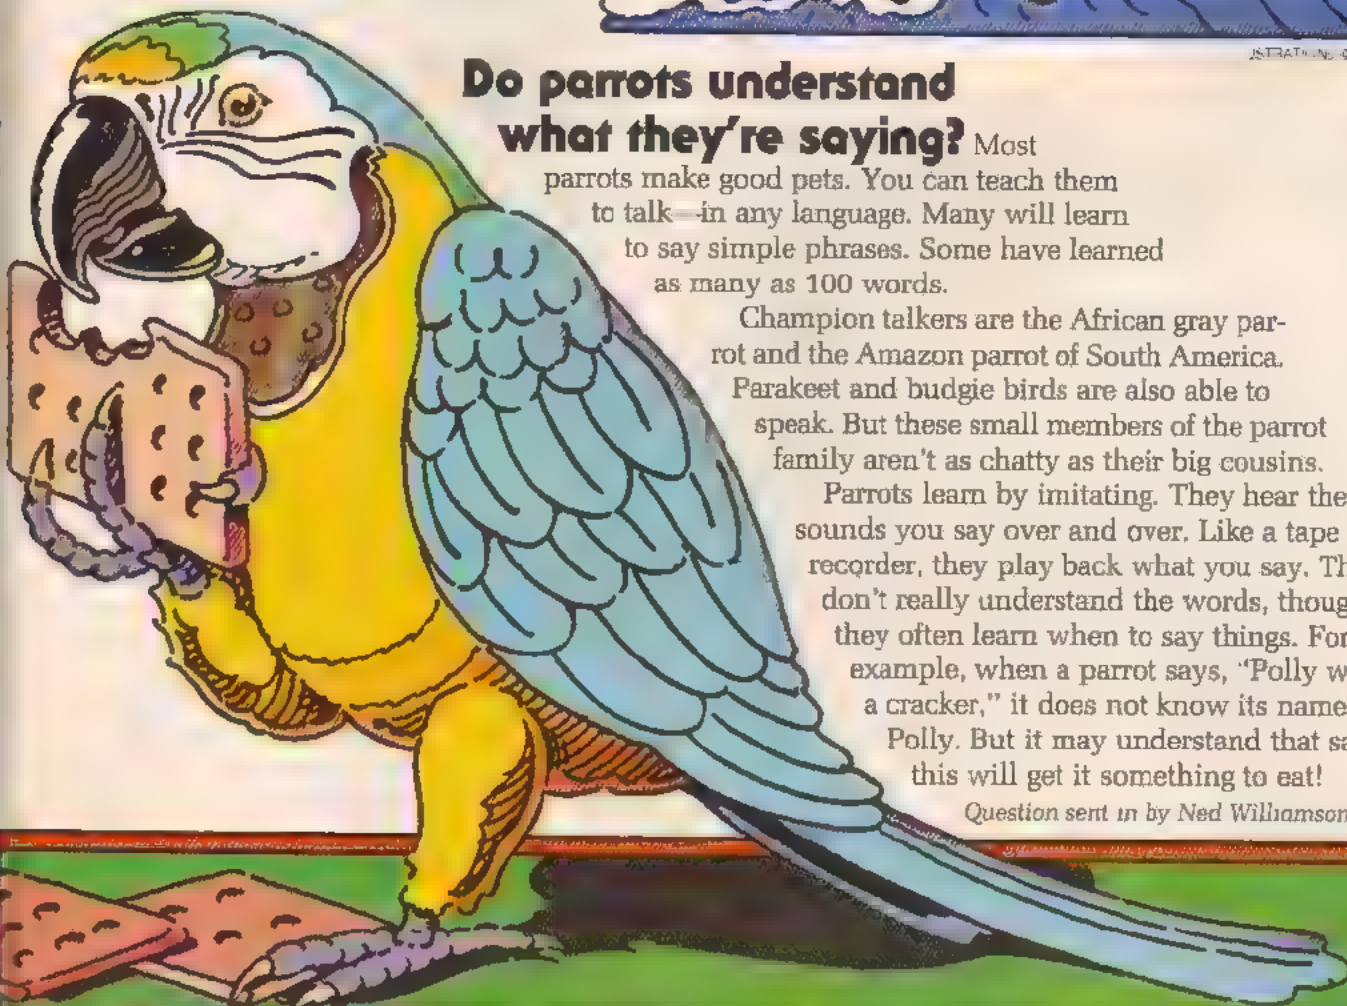 Do parrots understand
what they're saying? Most
parrots make good pets. You can teach them
to talk—in any language. Many will learn
to say simple phrases. Some have learned
as many as 100 words.
Champion talkers are the African gray par-
rot and the Amazon parrot of South America.
Parakeet and budgie birds are also able to
speak. But these small members of the parrot
family aren't as chatty as their big cousins.
Parrots learn by imitating. They hear the
sounds you say over and over. Like a tape
recorder, they play back what you say.
don't really understand the words,
they often learn when to say things. For
example, when a parrot says, "Polly
a cracker," it does not know its name
Polly. But it may understand that
this will get it something to eat!
Question sent in by Ned Williamson